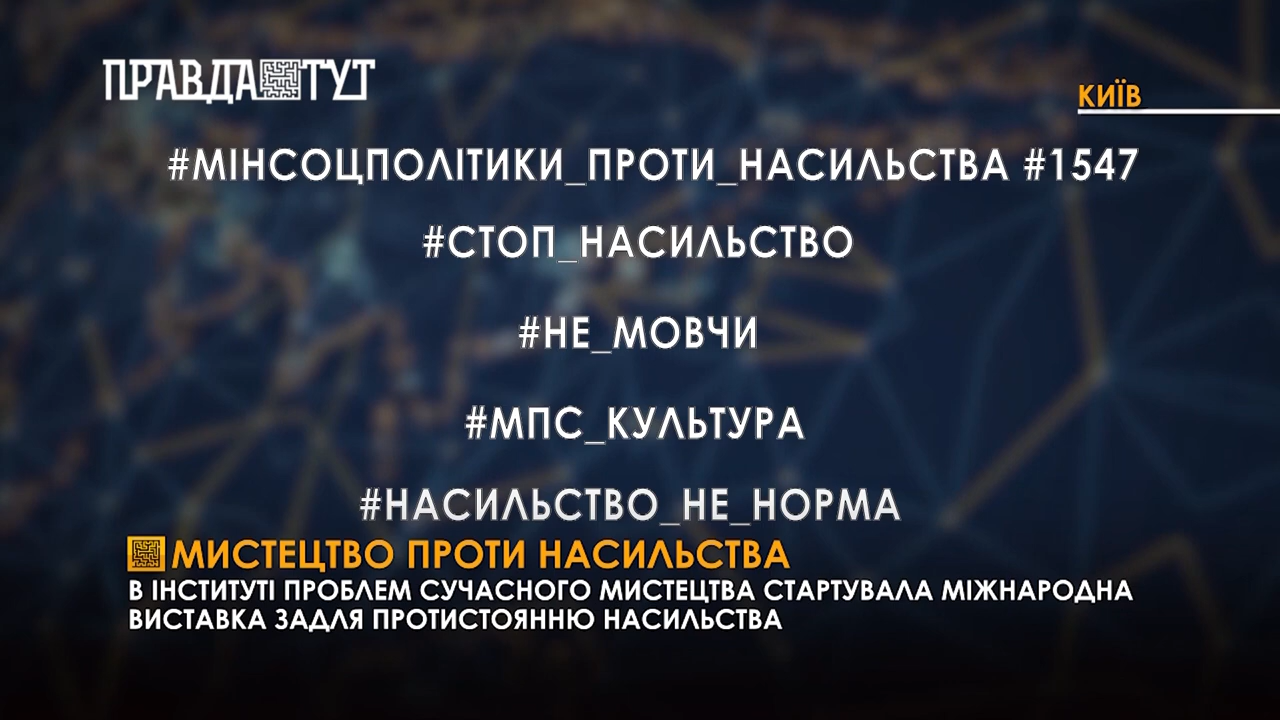 ПРАВДА ТУТ
КИЇВ
#МІНСОЦПОЛІТИКИ_ПРОТИ_НАСИЛЬСТВА #1547
#СТОП_НАСИЛЬСТВО
#НЕ_МОВЧИ
#МПС_КУЛЬТУРА
#НАСИЛЬСТВО_НЕ_НОРМА
МИСТЕЦТВО ПРОТИ НАСИЛЬСТВА
В ІНСТИТУТІ ПРОБЛЕМ СУЧАСНОГО МИСТЕЦТВА СТАРТУВАЛА МІЖНАРОДНА
ВИСТАВКА ЗАДЛЯ ПРОТИСТОЯННЮ НАСИЛЬСТВА